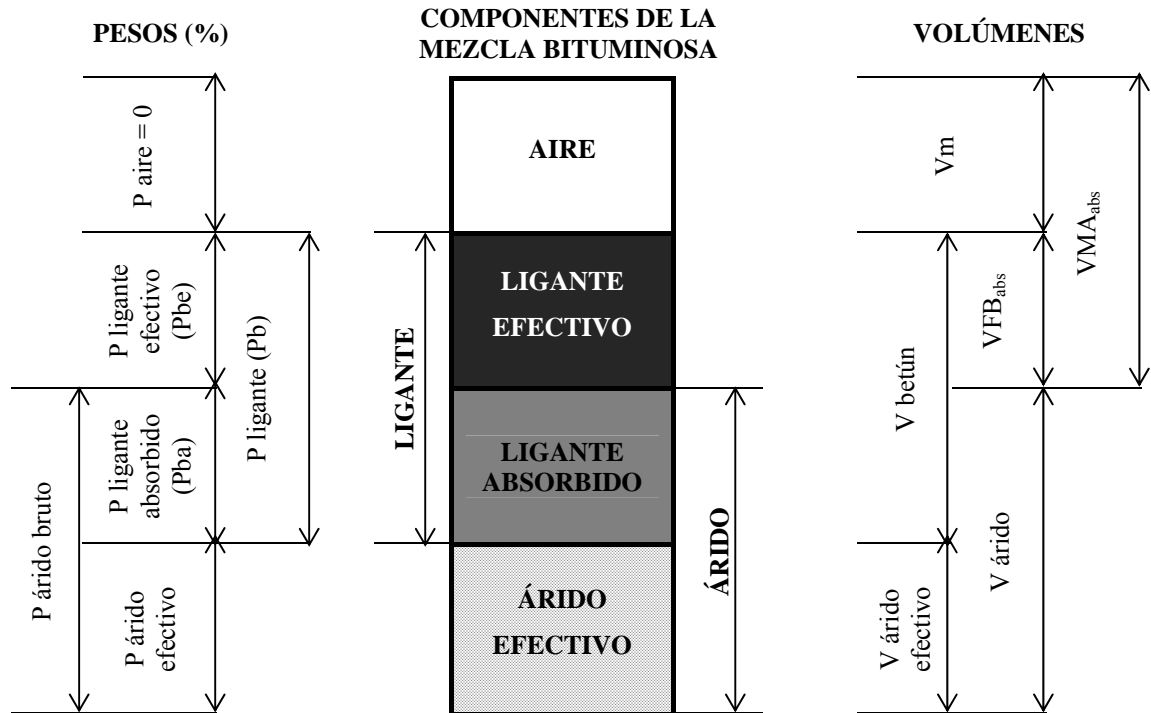 PESOS (%)
COMPONENTES DE LA
MEZCLA BITUMINOSA
VOLÚMENES
P aire = 0
P ligante
efectivo
(Pbe)
P ligante (Pb)
P ligante
absorbido
(Pba)
P árido bruto
P árido
efectivo
LIGANTE
AIRE
LIGANTE
EFECTIVO
LIGANTE
ABSORBIDO
ÁRIDO
EFECTIVO
ÁRIDO
Vm
VMAabs
VFBabs
V betún
V árido
V árido
efectivo